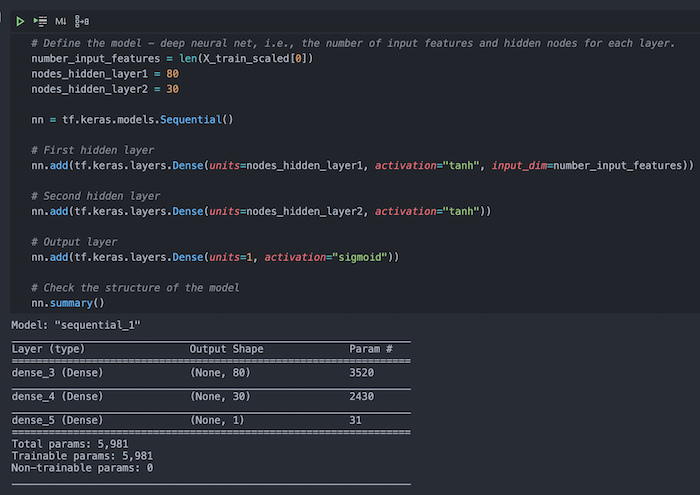 M↓
# Define the model - deep neural net, i.e., the number of input features and hidden nodes for each layer.
number_input_features = len(X_train_scaled[0])
nodes_hidden_layer1 = 80
nodes_hidden_layer2 = 30
nn = tf.keras.models.Sequential()
# First hidden layer
nn.add(tf.keras.layers.Dense(units=nodes_hidden_layer1, activation="tanh", input_dim=number_input_features))
# Second hidden layer
nn.add(tf.keras.layers.Dense(units=nodes_hidden_layer2, activation="tanh"))
# Output layer
nn.add(tf.keras.layers.Dense(units=1, activation="sigmoid"))
# Check the structure of the model
nn.summary()
Model: "sequential_1"
Layer (type) Output Shape Param #
dense_3 (Dense) (None, 80) 3520
dense_4 (Dense) (None, 30) 2430
dense_5 (Dense) (None, 1) 31
Total params: 5,981
Trainable params: 5,981
Non-trainable params: 0